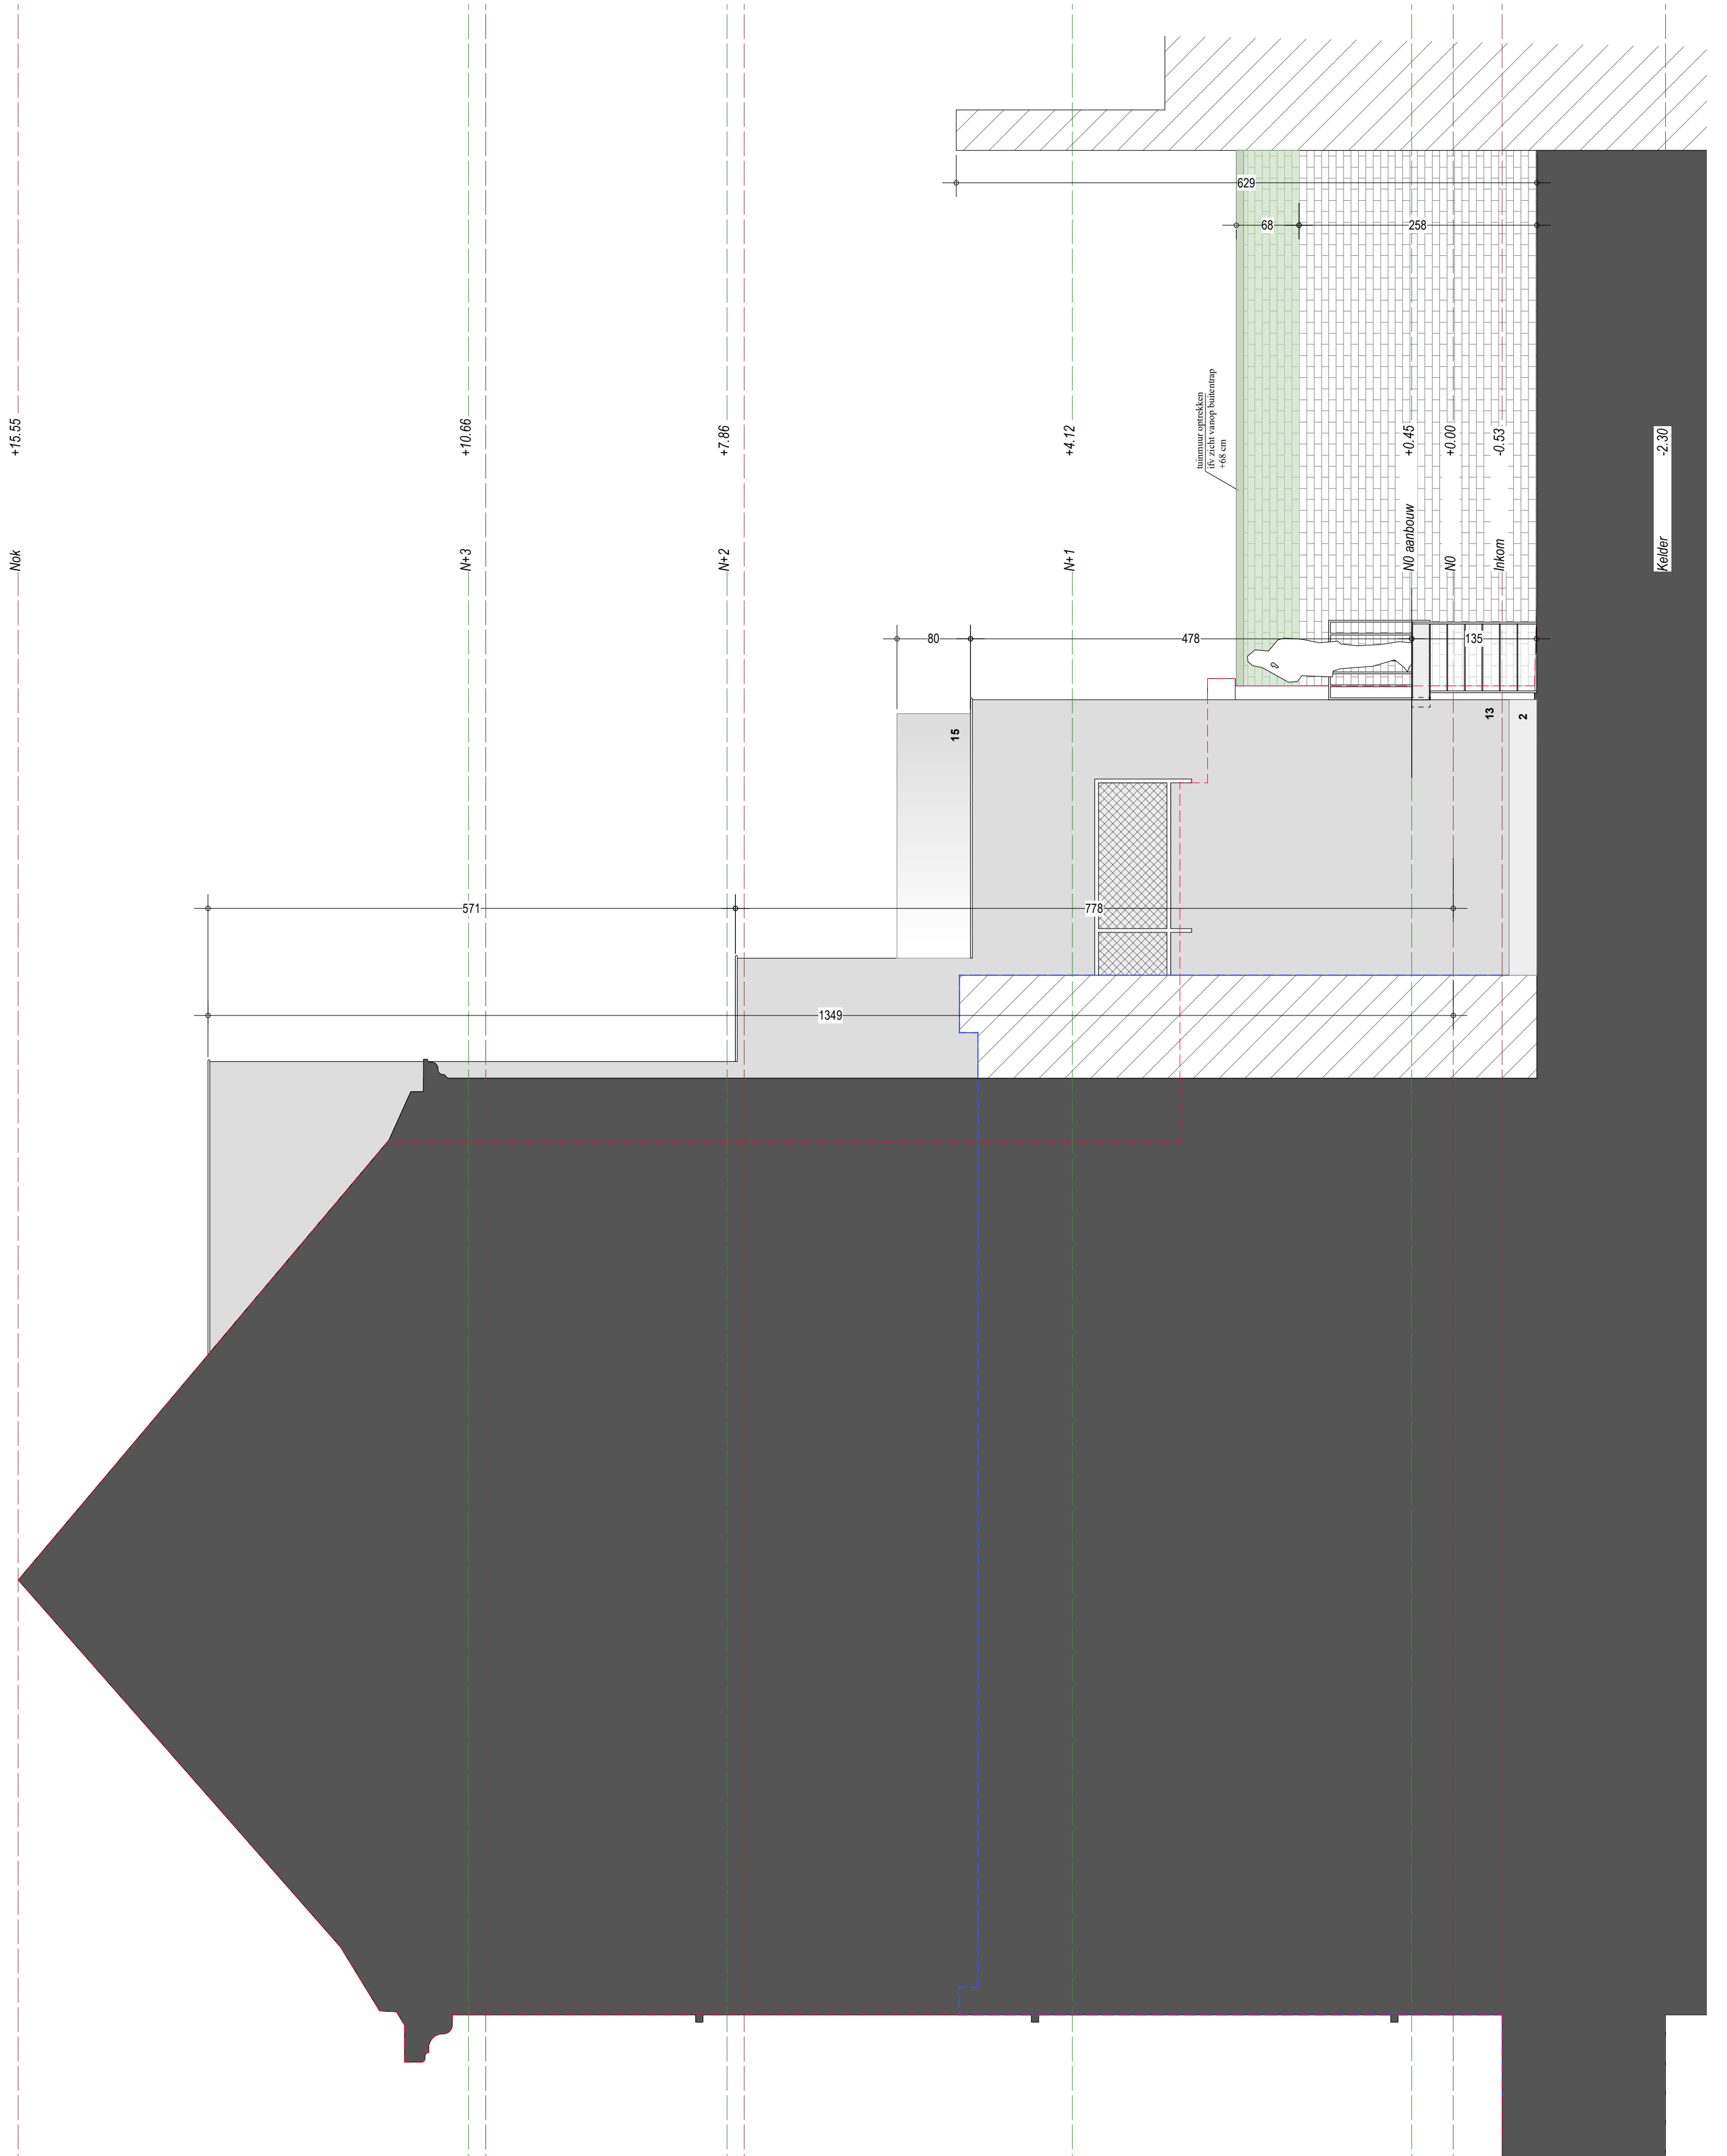 Nok +15.55
N+3 +10.66
N+2 +7.86
N+1 +4.12
N0 aanbouw +0.45
N0 +0.00
Inkom -0.53
Kelder -2.30
tuinmuur optrekken
ifv zicht vanop buitentrap
+68 cm
629
68
258
80
478
135
15
13
2
571
778
1349